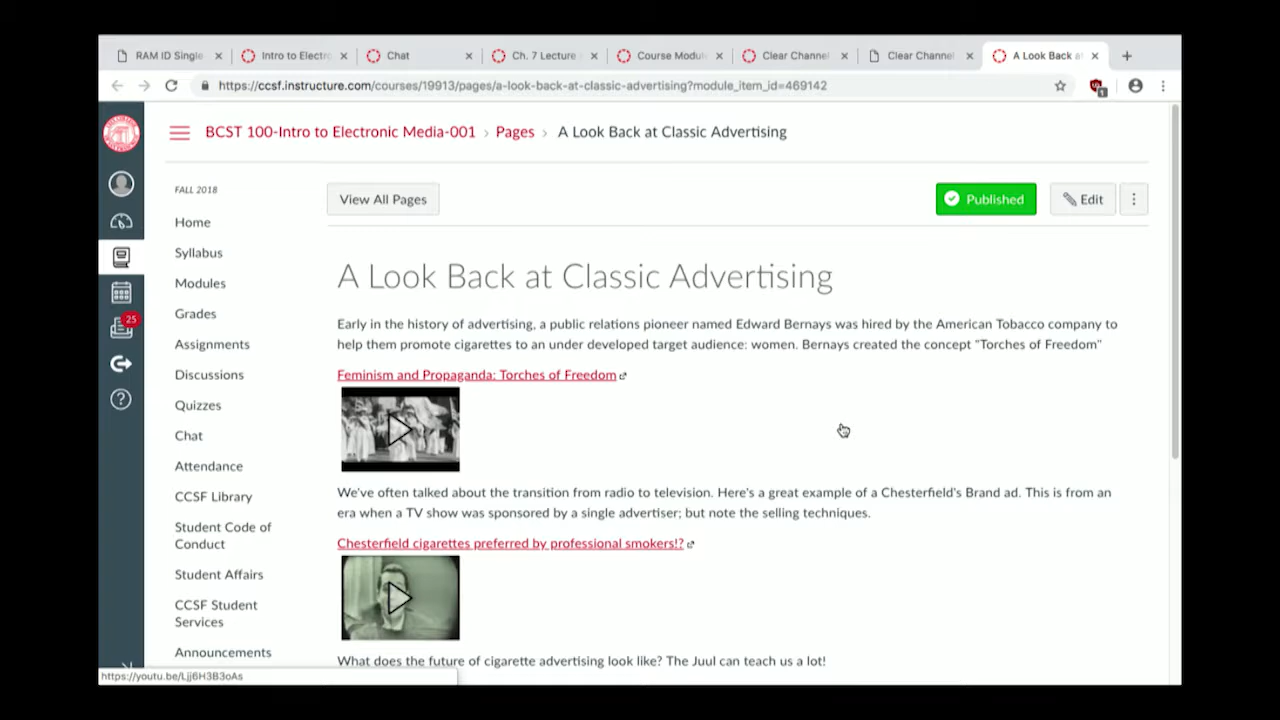 RAM ID Single
Intro to Electro
Chat
Ch. 7 Lecture
Course Modul
Clear Channel
Clear Channel
A Look Back a
https://ccsf.instructure.com/courses/19913/pages/a-look-back-at-classic-advertising?module_item_id=469142
1
BCST 100-Intro to Electronic Media-001 › Pages › A Look Back at Classic Advertising
FALL 2018
View All Pages
Published
Edit
Home
Syllabus
Modules
Grades
Assignments
Discussions
Quizzes
Chat
Attendance
CCSF Library
Student Code of
Conduct
Student Affairs
CCSF Student
Services
Announcements
25
A Look Back at Classic Advertising
Early in the history of advertising, a public relations pioneer named Edward Bernays was hired by the American Tobacco company to
help them promote cigarettes to an under developed target audience: women. Bernays created the concept "Torches of Freedom"
Feminism and Propaganda: Torches of Freedom
We've often talked about the transition from radio to television. Here's a great example of a Chesterfield's Brand ad. This is from an
era when a TV show was sponsored by a single advertiser; but note the selling techniques.
Chesterfield cigarettes preferred by professional smokers!?
What does the future of cigarette advertising look like? The Juul can teach us a lot!
https://youtu.be/Ljj6H3B3oAs